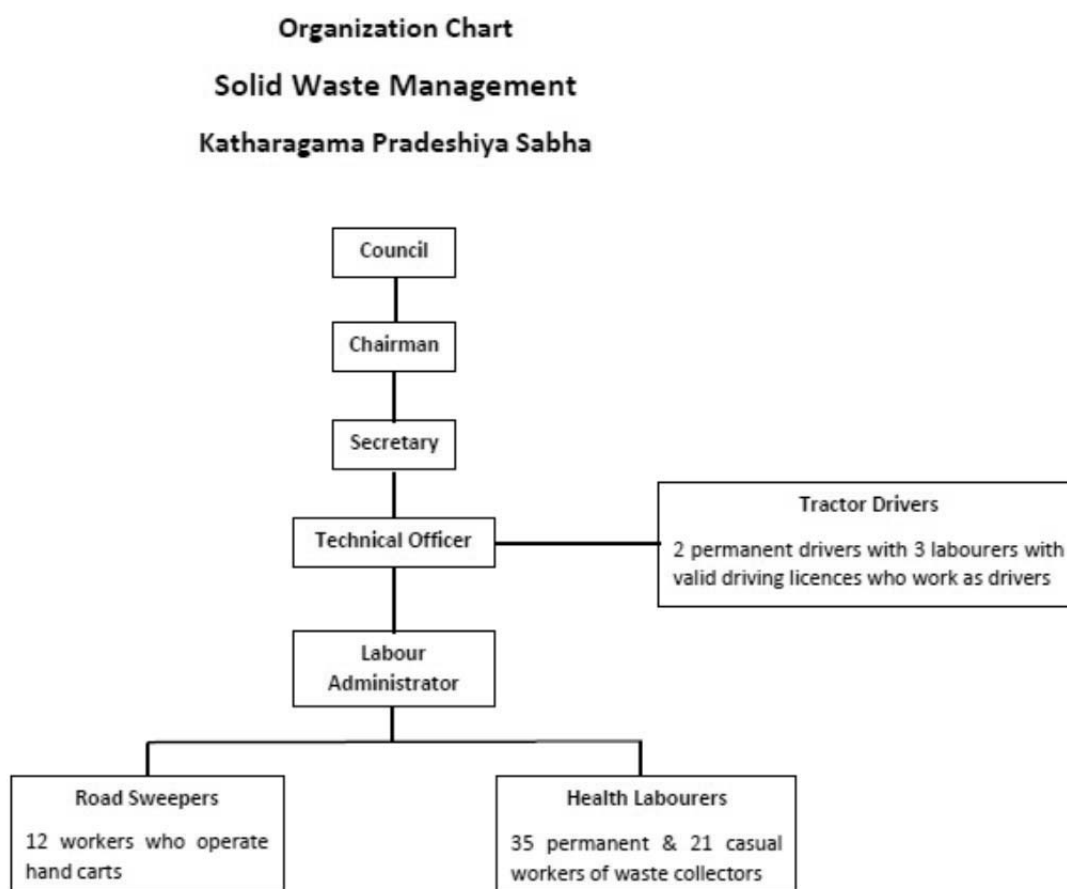 Organization Chart
Solid Waste Management
Katharagama Pradeshiya Sabha
Council
Chairman
Secretary
Technical Officer
Tractor Drivers
2 permanent drivers with 3 labourers with
valid driving licences who work as drivers
Labour
Administrator
Road Sweepers
12 workers who operate
hand carts
Health Labourers
35 permanent & 21 casual
workers of waste collectors